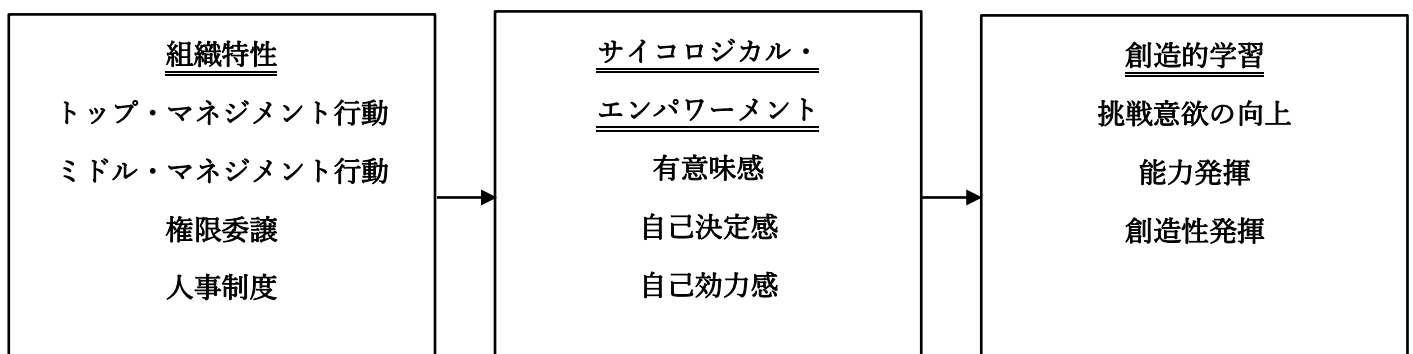 組織特性
トップ・マネジメント行動
ミドル・マネジメント行動
権限委譲
人事制度
サイコロジカル・
エンパワーメント
有意味感
自己決定感
自己効力感
創造的学習
挑戦意欲の向上
能力発揮
創造性発揮